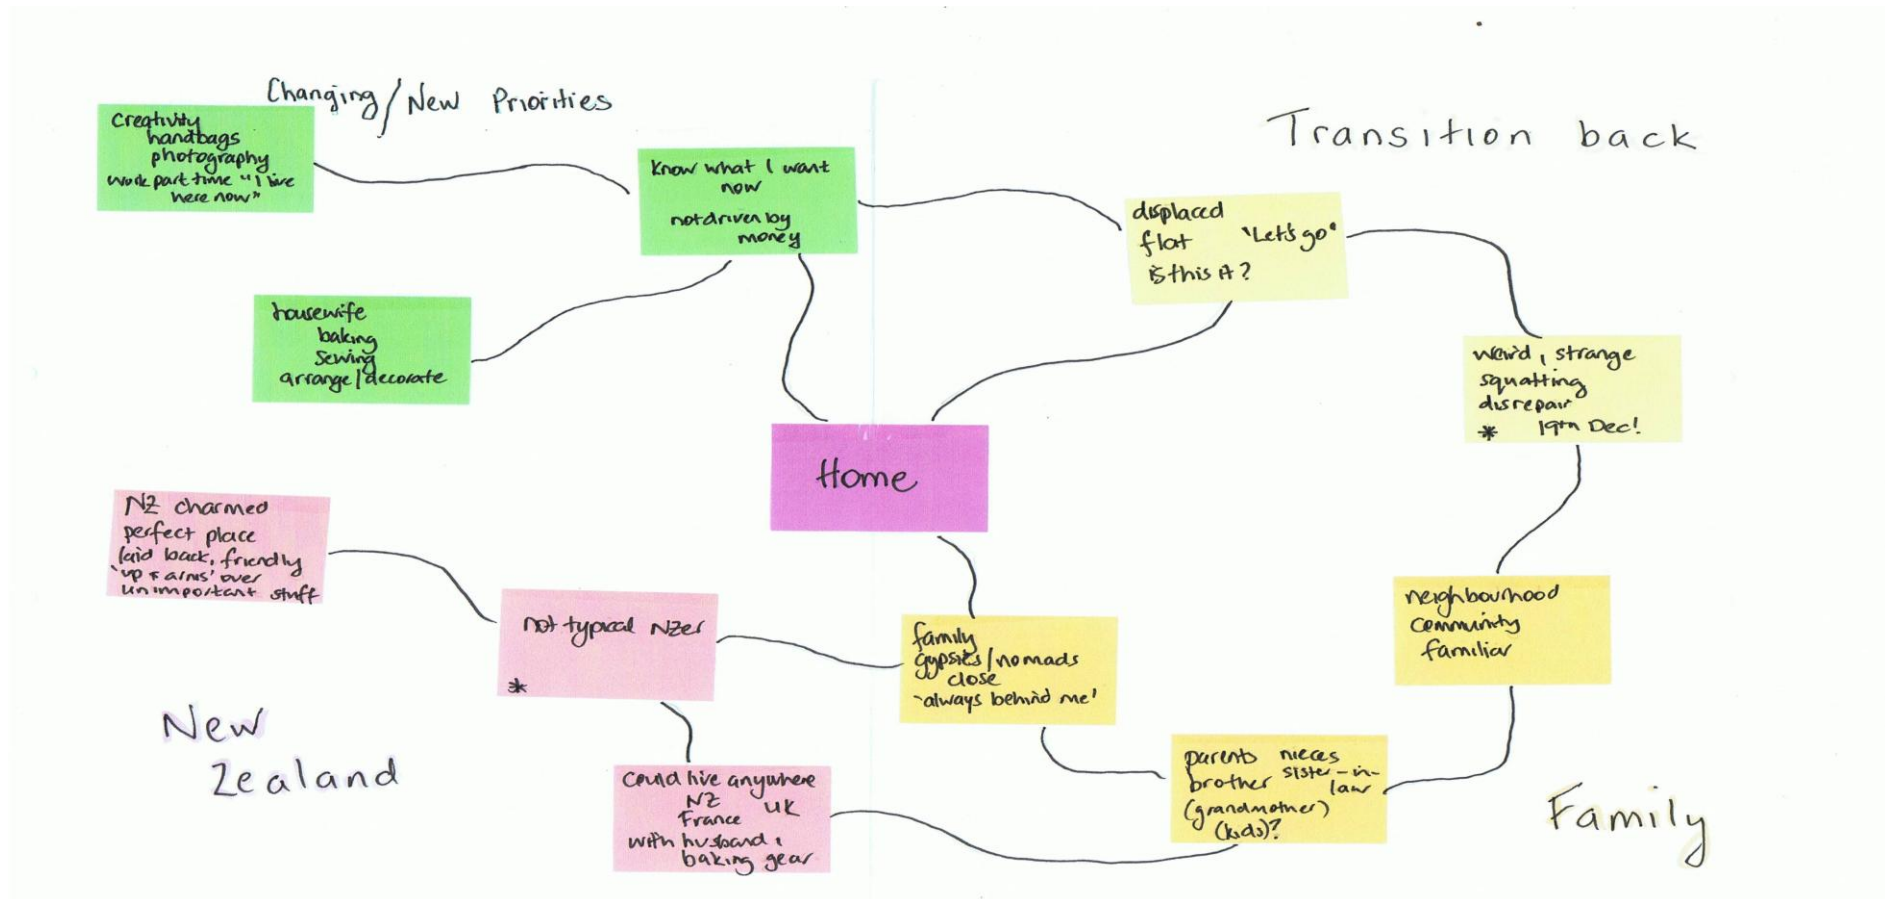 Changing/New Priorities
Creativity
handbags
photography
work part time "I live
here now"
Know what I want
now
not driven by
money
housewife
baking
sewing
arrange/decorate
Transition back
displaced
flat 'Let's go'
is this it?
weird, strange
squatting
disrepair
* 19th Dec!
Home
NZ charmed
perfect place
laid back, friendly
'up + arms' over
unimportant stuff
not typical NZer
*
New
Zealand
Could live anywhere
NZ UK
France
with husband,
baking gear
family
gypsies/nomads
close
'always behind me'
neighbourhood
community
familiar
parents nieces
brother sister-in-
law
(grandmother)
(kids)?
Family